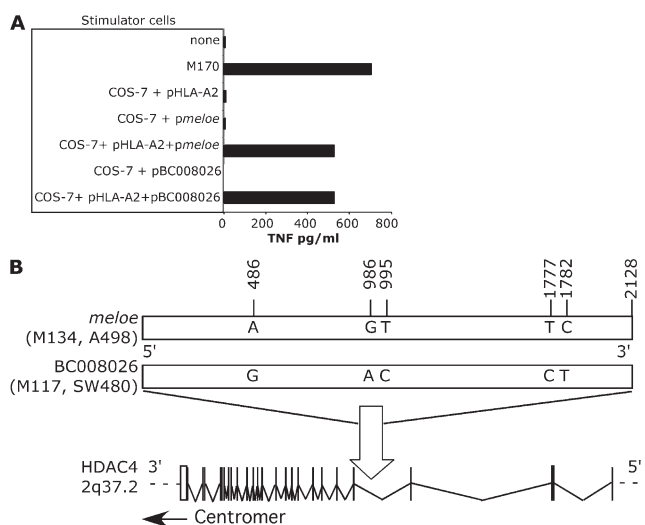 A
Stimulator cells
none
M170
COS-7 + pHLA-A2
COS-7 + pmeloe
COS-7+ pHLA-A2+pmeloe
COS-7 + pBC008026
COS-7+ pHLA-A2+pBC008026
0 200 400 600 800
TNF pg/ml
B
486 986 995 1777 1782 2128
meloe
(M134, A498)
A G T T C
5' 3'
BC008026
(M117, SW480)
G A C C T
HDAC4
2q37.2
3' 5'
Centromer